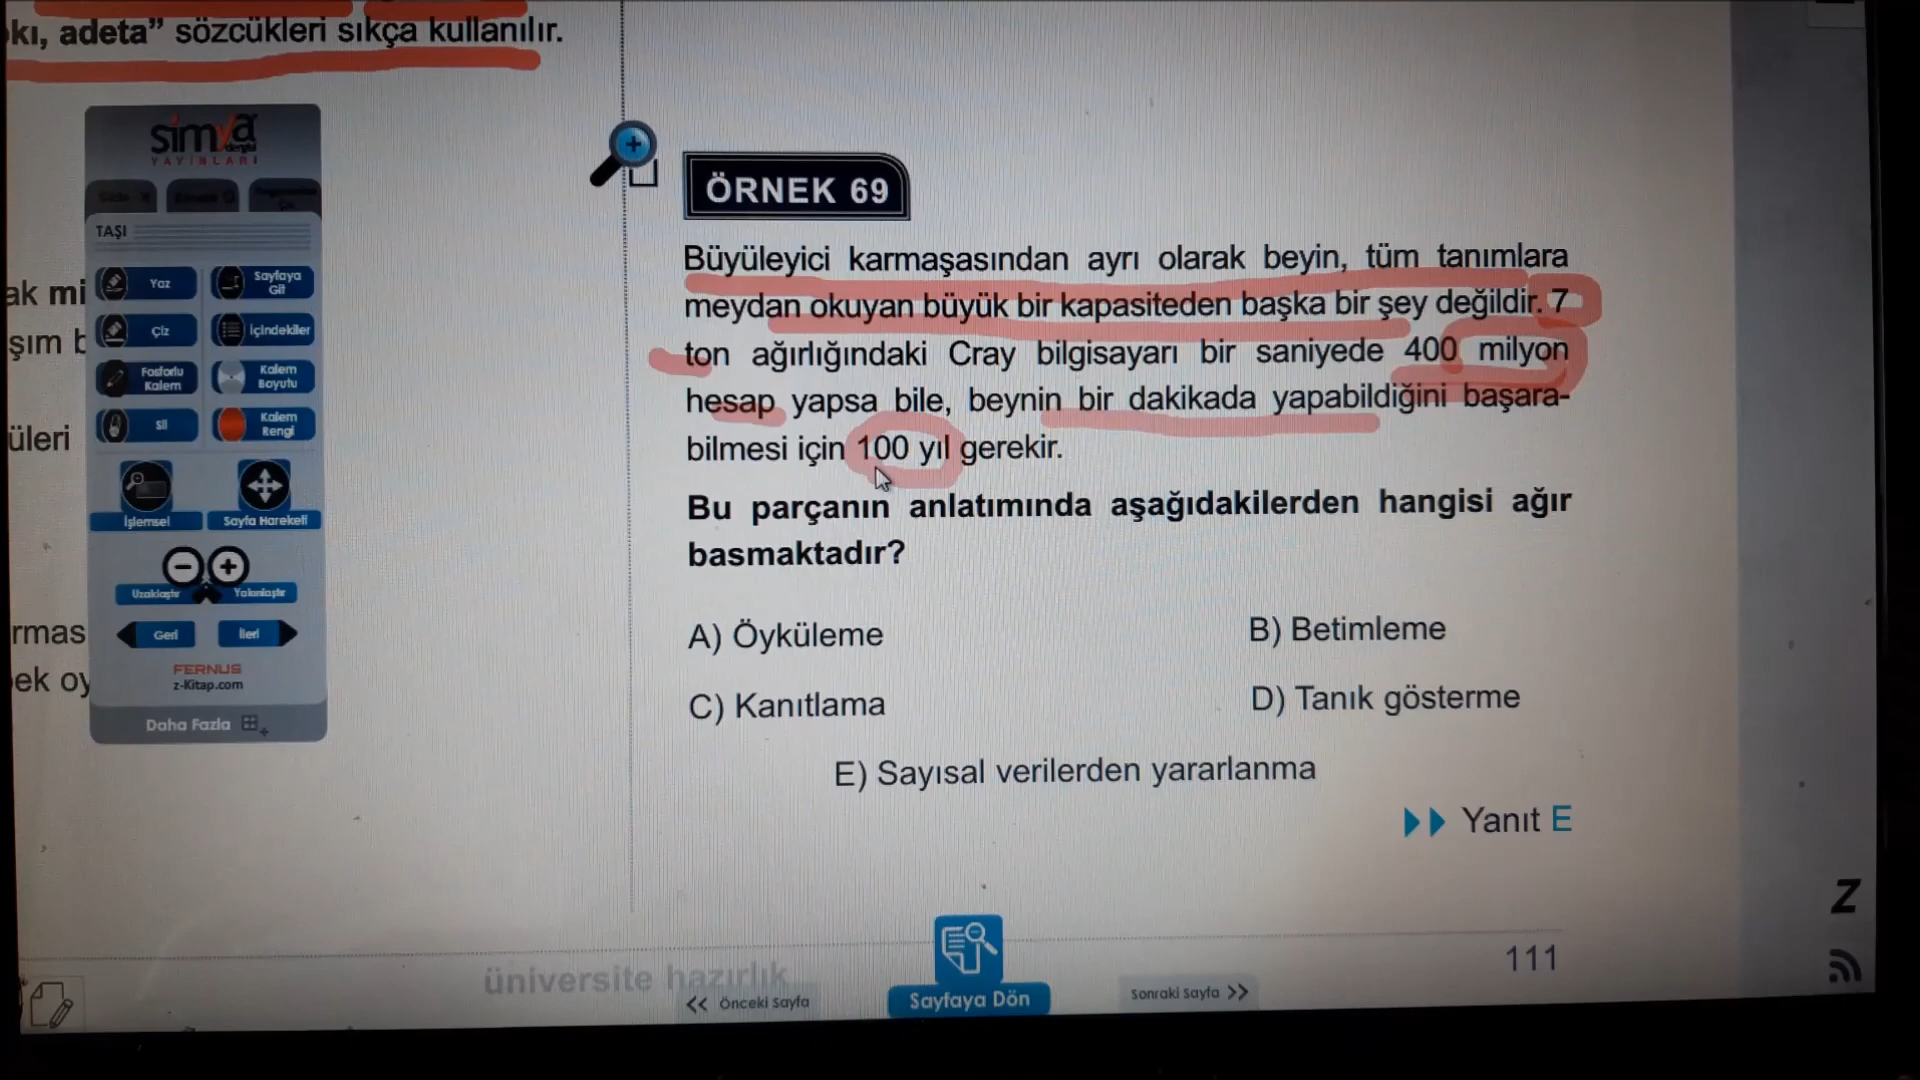 kı, adeta” sözcükleri sıkça kullanılır.
simya
dergisi
YAYINLARI
TAŞI
Yaz
Sayfaya Git
Çiz
İçindekiler
Fosforlu Kalem
Kalem Boyutu
Sil
Kalem Rengi
İşlemsel
Sayfa Hareketi
Uzaklaştır
Yakınlaştır
Geri
İleri
FERNUS
z-Kitap.com
Daha Fazla
ak mi
şım b
üleri
rmas
ek oy
ÖRNEK 69
Büyüleyici karmaşasından ayrı olarak beyin, tüm tanımlara
meydan okuyan büyük bir kapasiteden başka bir şey değildir. 7
ton ağırlığındaki Cray bilgisayarı bir saniyede 400 milyon
hesap yapsa bile, beynin bir dakikada yapabildiğini başara-
bilmesi için 100 yıl gerekir.
Bu parçanın anlatımında aşağıdakilerden hangisi ağır
basmaktadır?
A) Öyküleme
B) Betimleme
C) Kanıtlama
D) Tanık gösterme
E) Sayısal verilerden yararlanma
Yanıt E
Z
111
üniversite hazırlık
<< Önceki Sayfa
Sayfaya Dön
Sonraki Sayfa >>